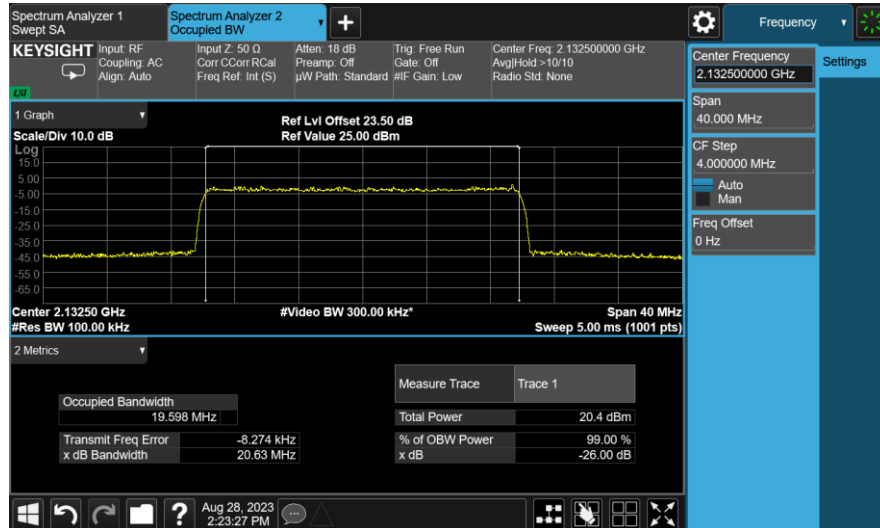 Spectrum Analyzer 1
Swept SA
Spectrum Analyzer 2
Occupied BW
+
Frequency
KEYSIGHT
Input: RF
Coupling: AC
Align: Auto
Input Z: 50 Ω
Corr CCorr RCal
Freq Ref: Int (S)
Atten: 18 dB
Preamp: Off
µW Path: Standard
Trig: Free Run
Gate: Off
#IF Gain: Low
Center Freq: 2.132500000 GHz
Avg|Hold:>10/10
Radio Std: None
LXI
Center Frequency
2.132500000 GHz
Settings
Span
40.000 MHz
CF Step
4.000000 MHz
Auto
Man
Freq Offset
0 Hz
1 Graph
Scale/Div 10.0 dB
Ref Lvl Offset 23.50 dB
Ref Value 25.00 dBm
Log
15.0
5.00
-5.00
-15.0
-25.0
-35.0
-45.0
-55.0
-65.0
Center 2.13250 GHz
#Res BW 100.00 kHz
#Video BW 300.00 kHz*
Span 40 MHz
Sweep 5.00 ms (1001 pts)
2 Metrics
Measure Trace Trace 1
Occupied Bandwidth
19.598 MHz
Total Power 20.4 dBm
Transmit Freq Error -8.274 kHz
% of OBW Power 99.00 %
x dB Bandwidth 20.63 MHz
x dB -26.00 dB
?
Aug 28, 2023
2:23:27 PM